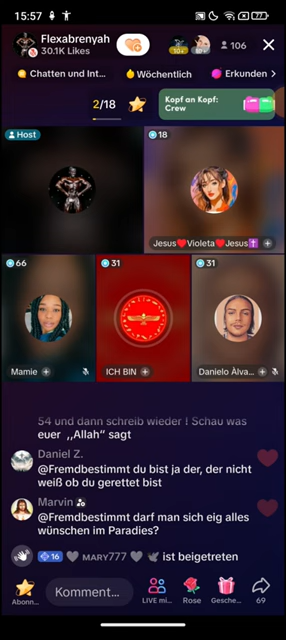 15:57
77
Flexabrenyah
30.1K Likes
106
Chatten und Int...
Wöchentlich
Erkunden >
2/18
Kopf an Kopf:
Crew
Host
18
Jesus❤️Violeta❤️Jesus✝️
66
31
31
Mamie
ICH BIN
Danielo Àlva...
54 und dann schreib wieder ! Schau was
euer ,,Allah“ sagt
Daniel Z.
@Fremdbestimmt du bist ja der, der nicht
weiß ob du gerettet bist
Marvin
@Fremdbestimmt darf man sich eig alles
wünschen im Paradies?
16 🩶 ᴍᴀʀʏ777 🩶 🕊 ist beigetreten
Abonn...
Komment...
LIVE mi...
Rose
Gesche...
69